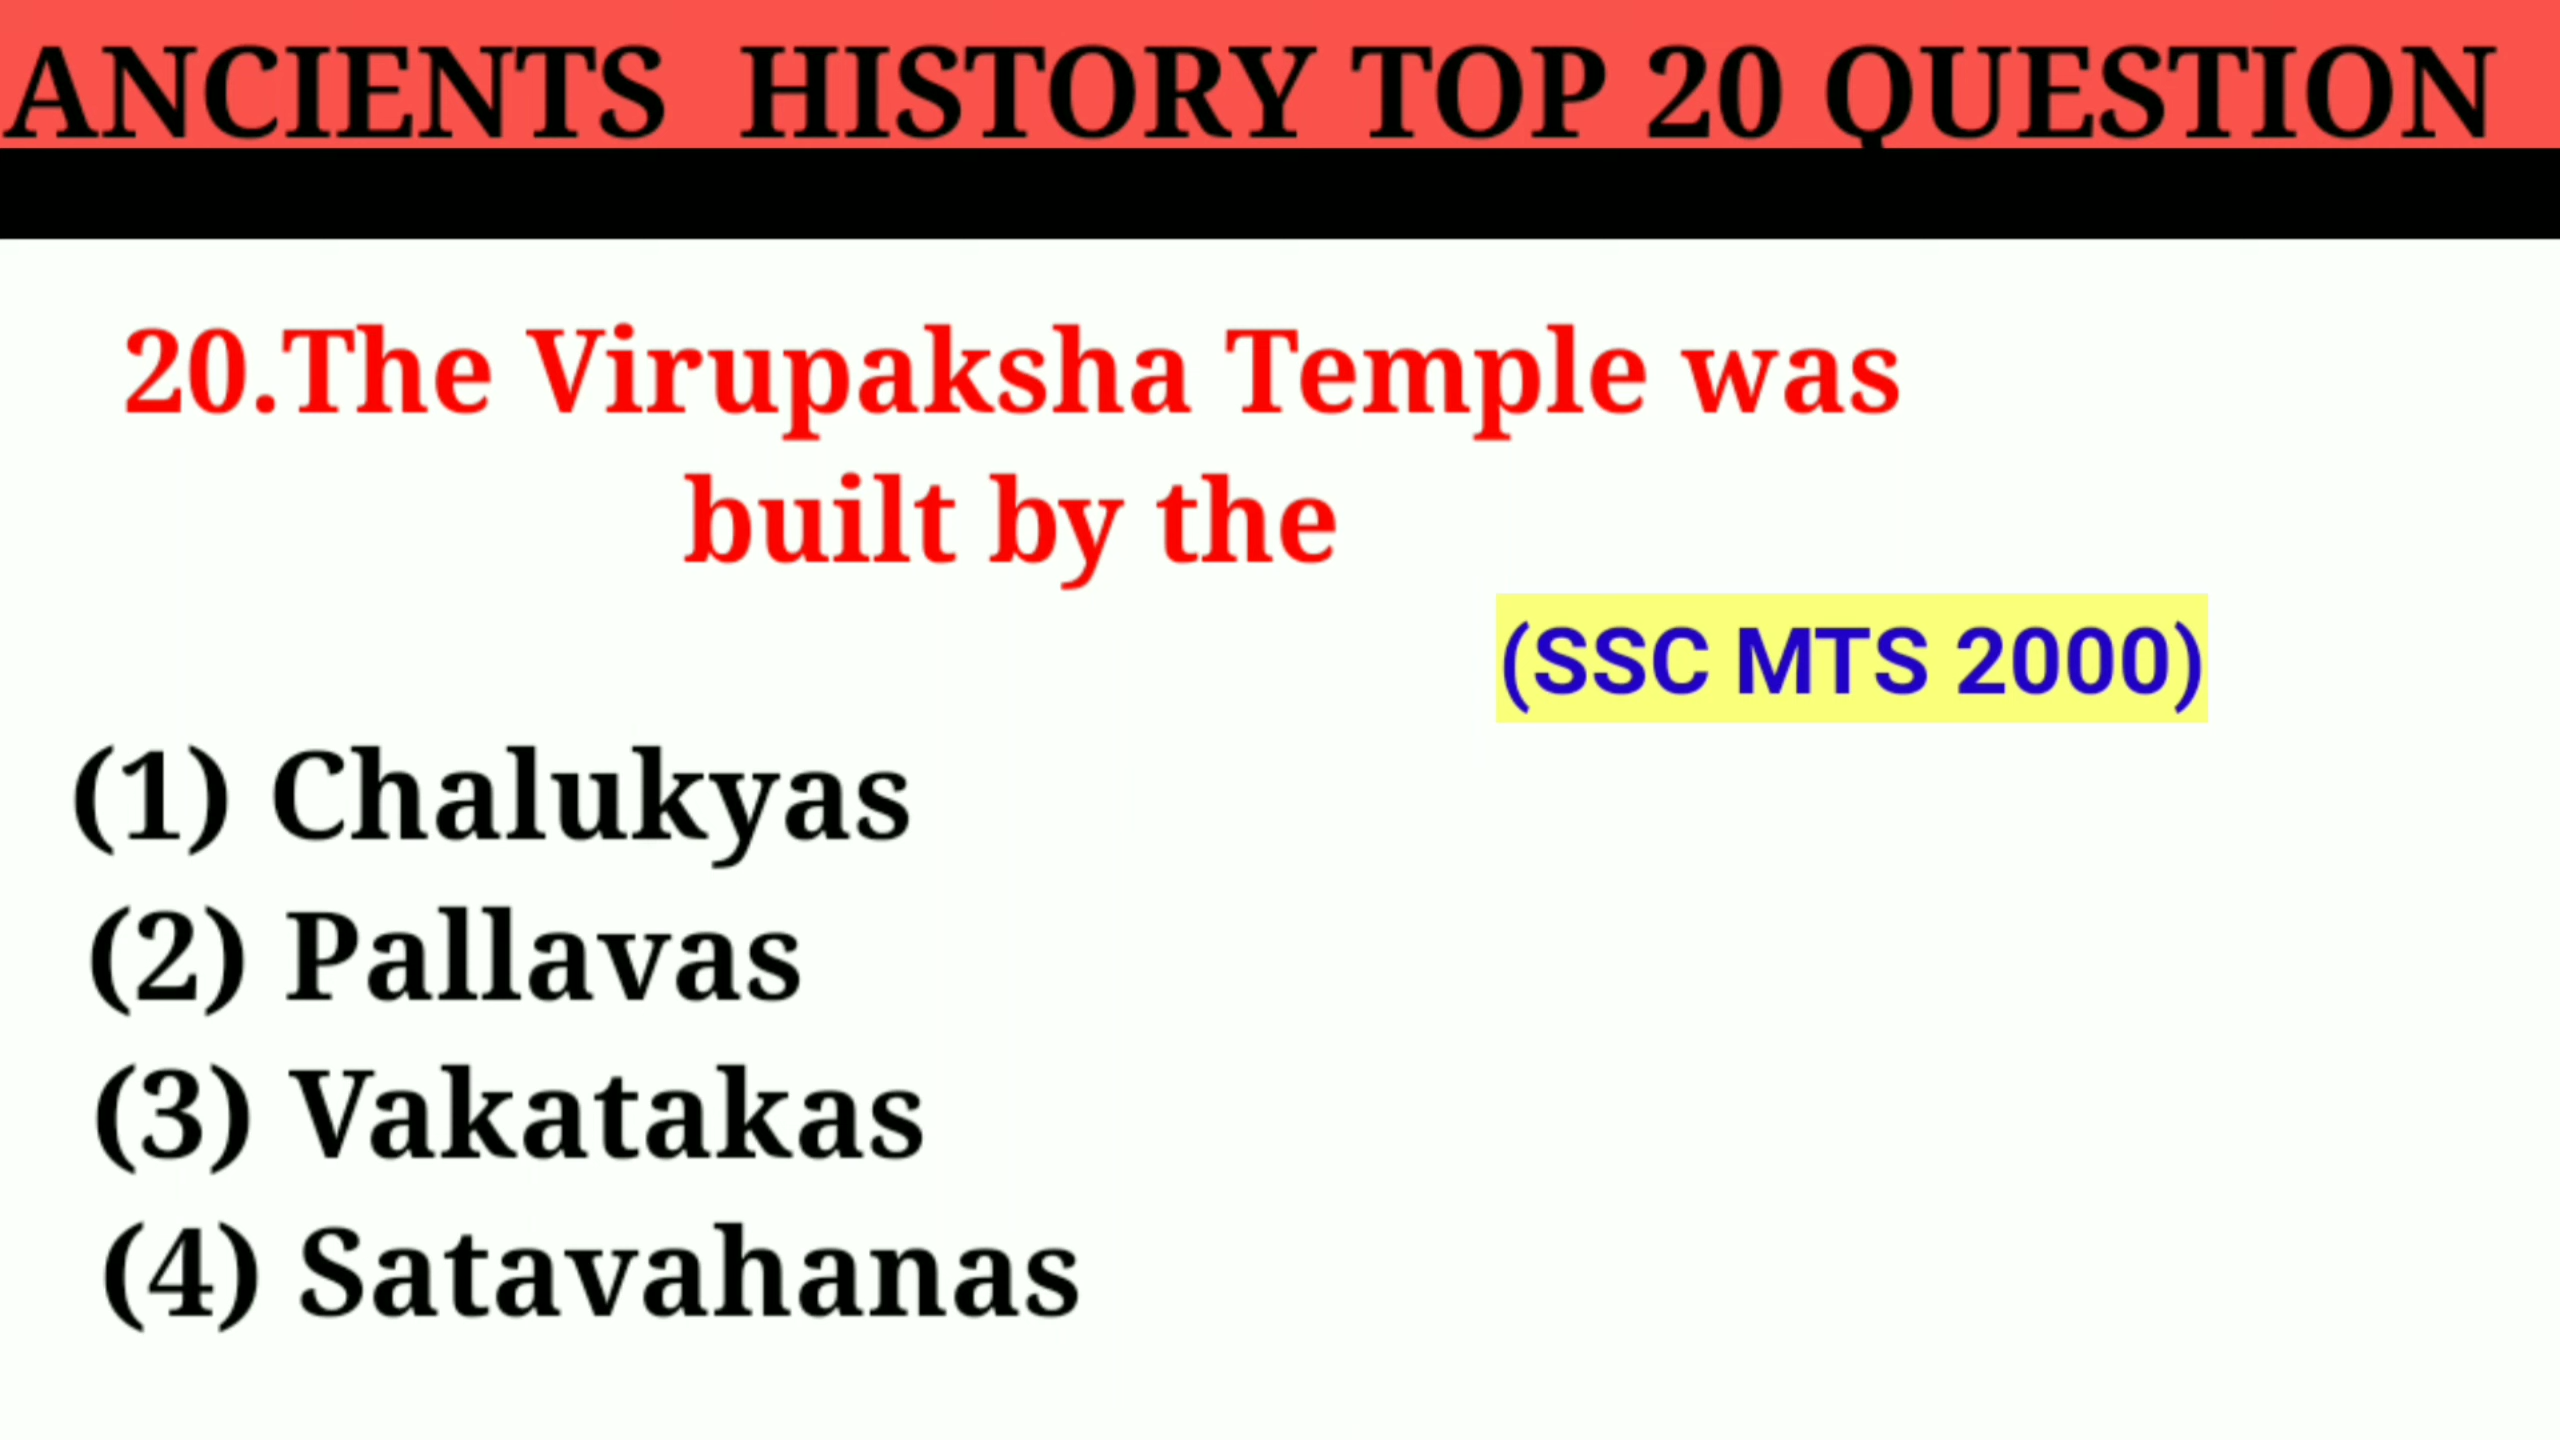 ANCIENTS HISTORY TOP 20 QUESTION
20.The Virupaksha Temple was
built by the
(SSC MTS 2000)
(1) Chalukyas
(2) Pallavas
(3) Vakatakas
(4) Satavahanas